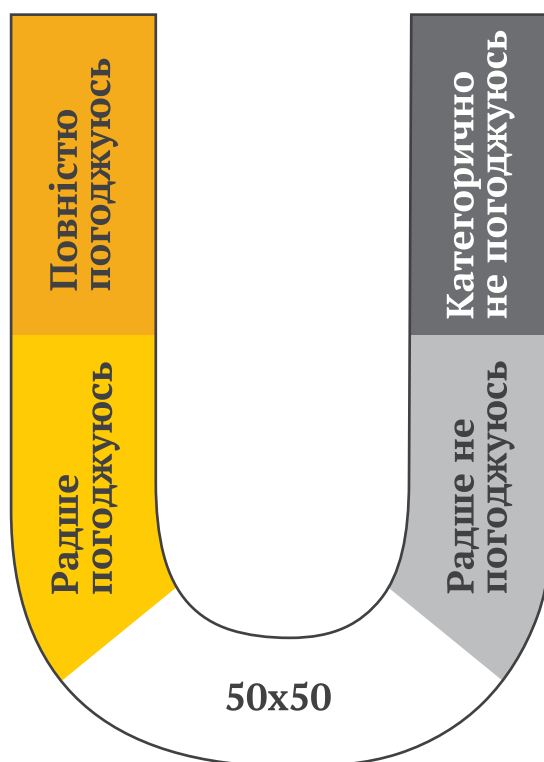 Повністю
погоджуюсь
Радше
погоджуюсь
50х50
Радше не
погоджуюсь
Категорично
не погоджуюсь